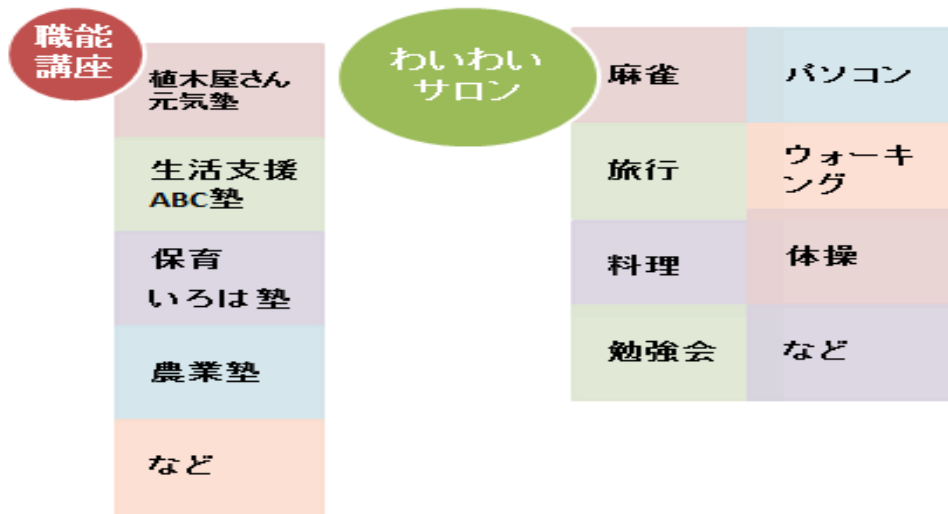 職能
講座
植木屋さん
元気塾
生活支援
ABC塾
保育
いろは塾
農業塾
など
わいわい
サロン
麻雀
パソコン
旅行
ウォーキ
ング
料理
体操
勉強会
など